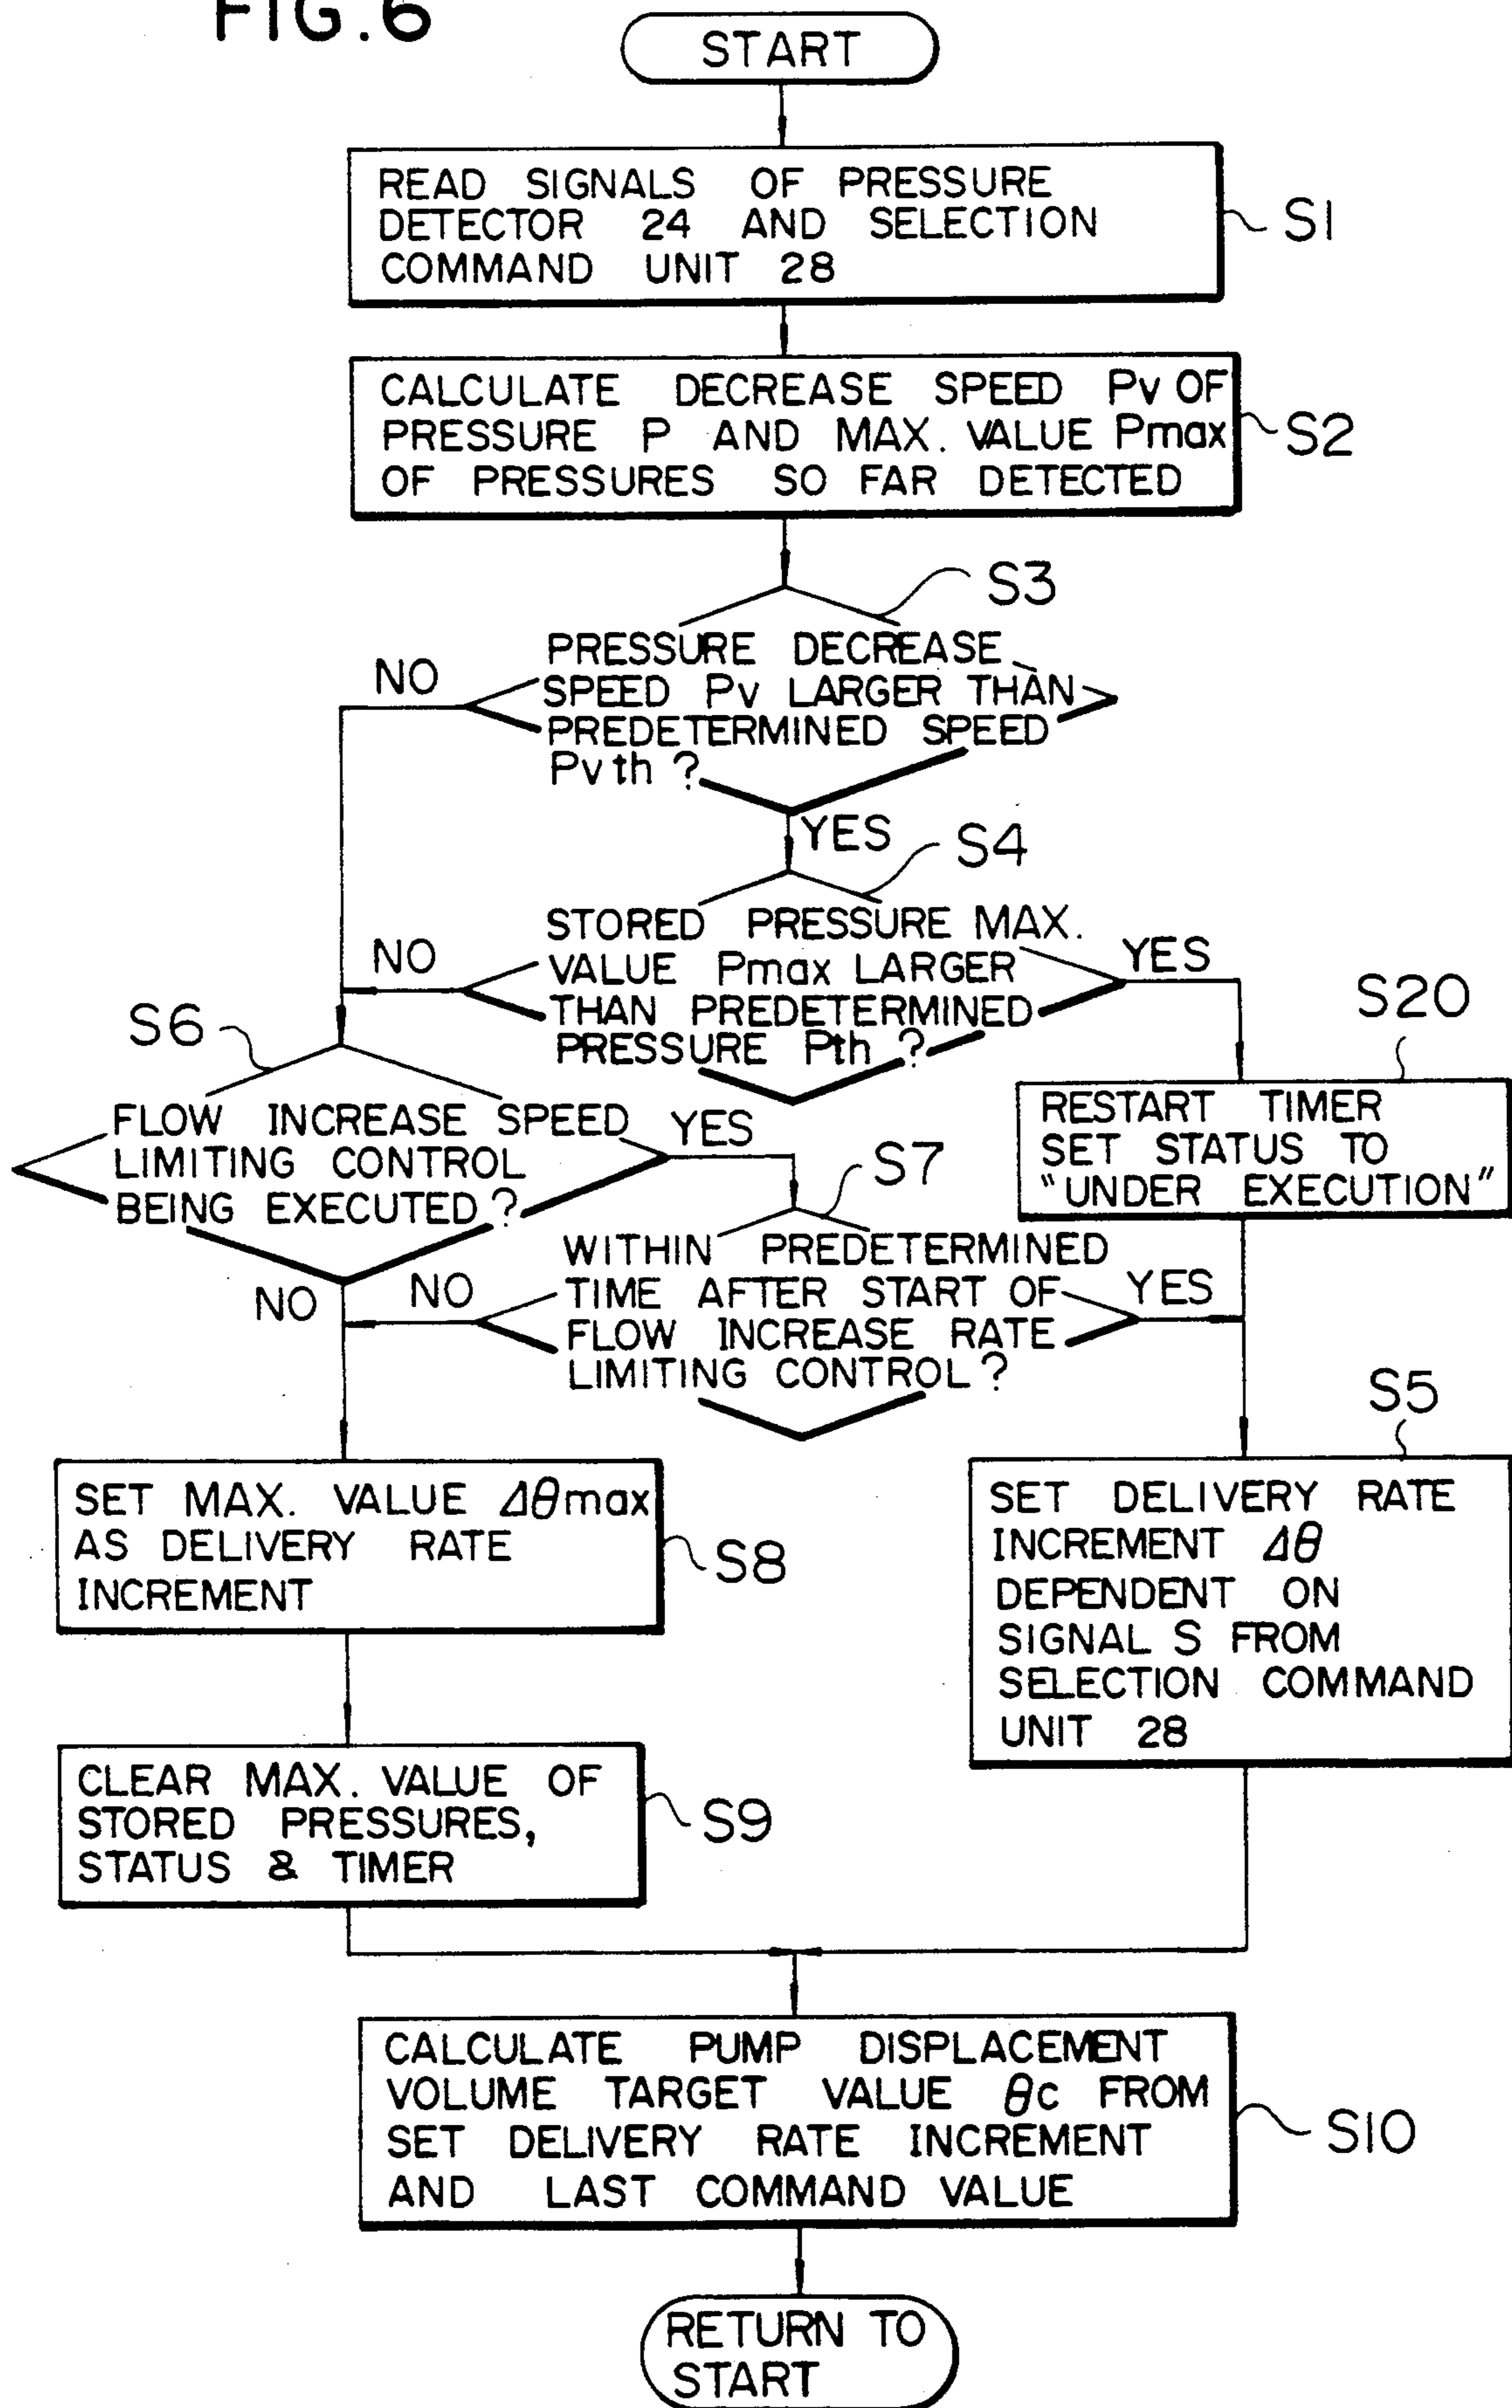 FIG.6
START
READ SIGNALS OF PRESSURE
DETECTOR 24 AND SELECTION
COMMAND UNIT 28
S1
CALCULATE DECREASE SPEED Pv OF
PRESSURE P AND MAX. VALUE Pmax
OF PRESSURES SO FAR DETECTED
S2
S3
PRESSURE DECREASE
SPEED Pv LARGER THAN
PREDETERMINED SPEED
Pvth ?
NO
YES
S4
STORED PRESSURE MAX.
VALUE Pmax LARGER
THAN PREDETERMINED
PRESSURE Pth ?
NO
YES
S20
RESTART TIMER
SET STATUS TO
"UNDER EXECUTION"
S6
FLOW INCREASE SPEED
LIMITING CONTROL
BEING EXECUTED?
YES
NO
S7
WITHIN PREDETERMINED
TIME AFTER START OF
FLOW INCREASE RATE
LIMITING CONTROL?
NO
YES
S5
SET DELIVERY RATE
INCREMENT Δθ
DEPENDENT ON
SIGNAL S FROM
SELECTION COMMAND
UNIT 28
SET MAX. VALUE Δθmax
AS DELIVERY RATE
INCREMENT
S8
CLEAR MAX. VALUE OF
STORED PRESSURES,
STATUS & TIMER
S9
CALCULATE PUMP DISPLACEMENT
VOLUME TARGET VALUE θc FROM
SET DELIVERY RATE INCREMENT
AND LAST COMMAND VALUE
S10
RETURN TO
START